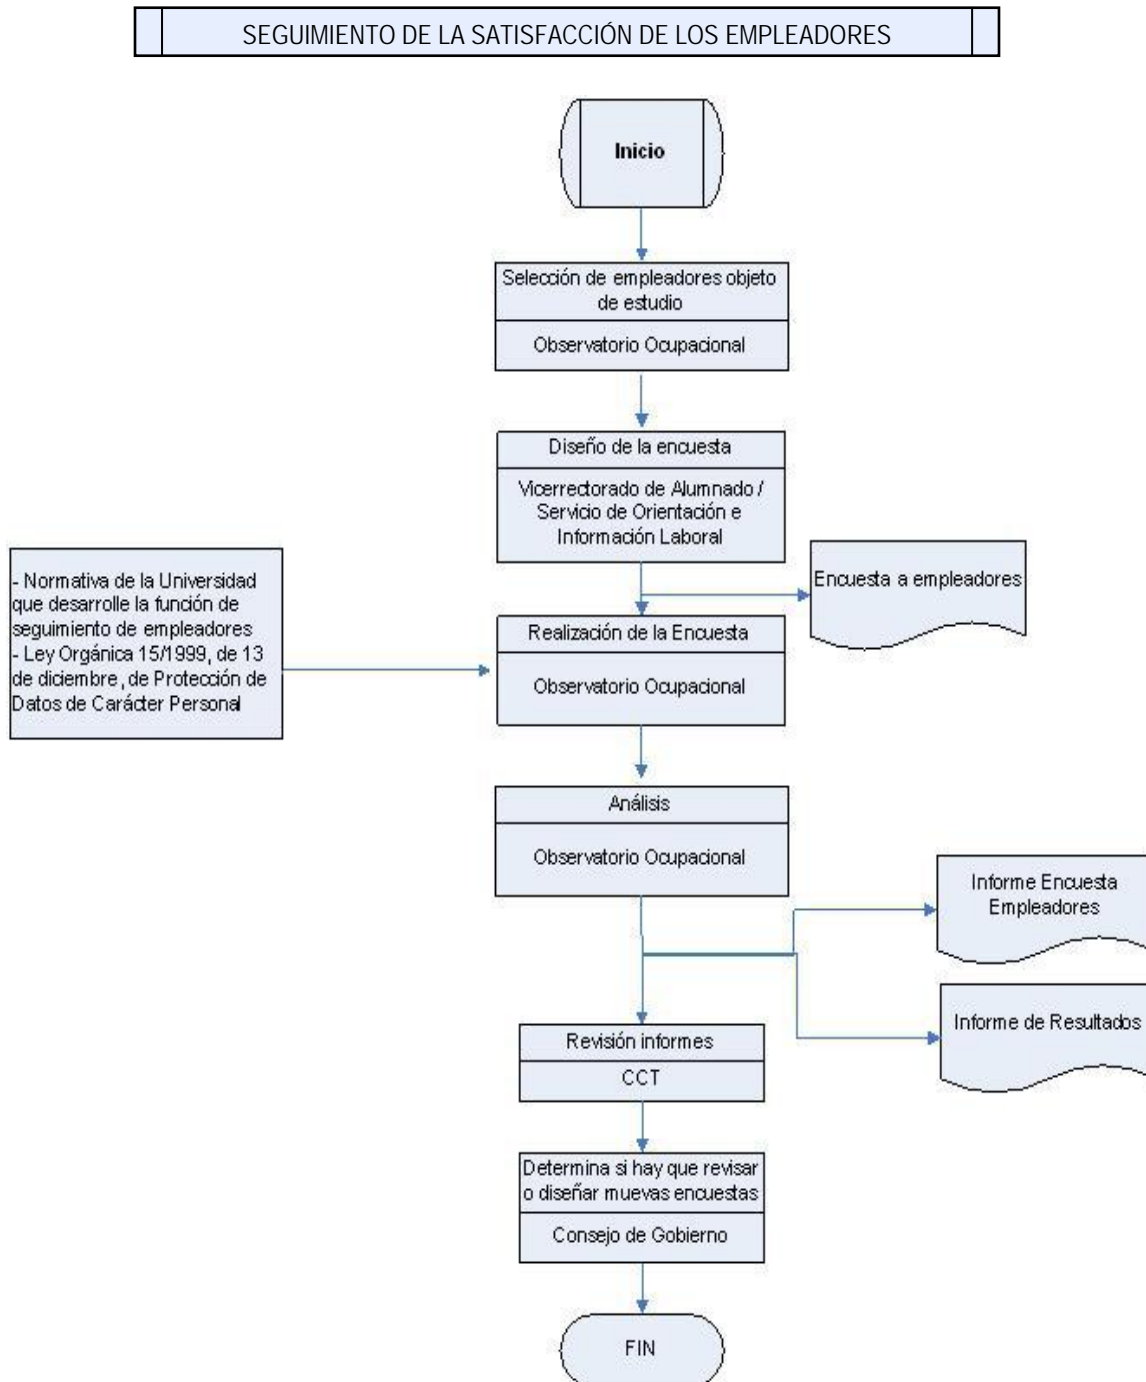 SEGUIMIENTO DE LA SATISFACCIÓN DE LOS EMPLEADORES
Inicio
Selección de empleadores objeto
de estudio
Observatorio Ocupacional
Diseño de la encuesta
Vicerrectorado de Alumnado /
Servicio de Orientación e
Información Laboral
Encuesta a empleadores
- Normativa de la Universidad
que desarrolle la función de
seguimiento de empleadores
- Ley Orgánica 15/1999, de 13
de diciembre, de Protección de
Datos de Carácter Personal
Realización de la Encuesta
Observatorio Ocupacional
Análisis
Observatorio Ocupacional
Informe Encuesta
Empleadores
Informe de Resultados
Revisión informes
CCT
Determina si hay que revisar
o diseñar muevas encuestas
Consejo de Gobierno
FIN